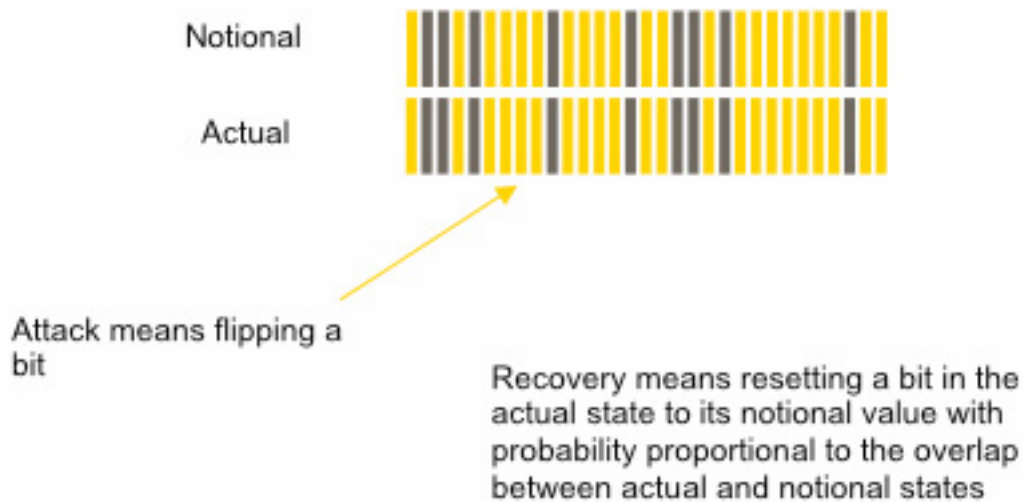 Notional
Actual
Attack means flipping a
bit
Recovery means resetting a bit in the
actual state to its notional value with
probability proportional to the overlap
between actual and notional states